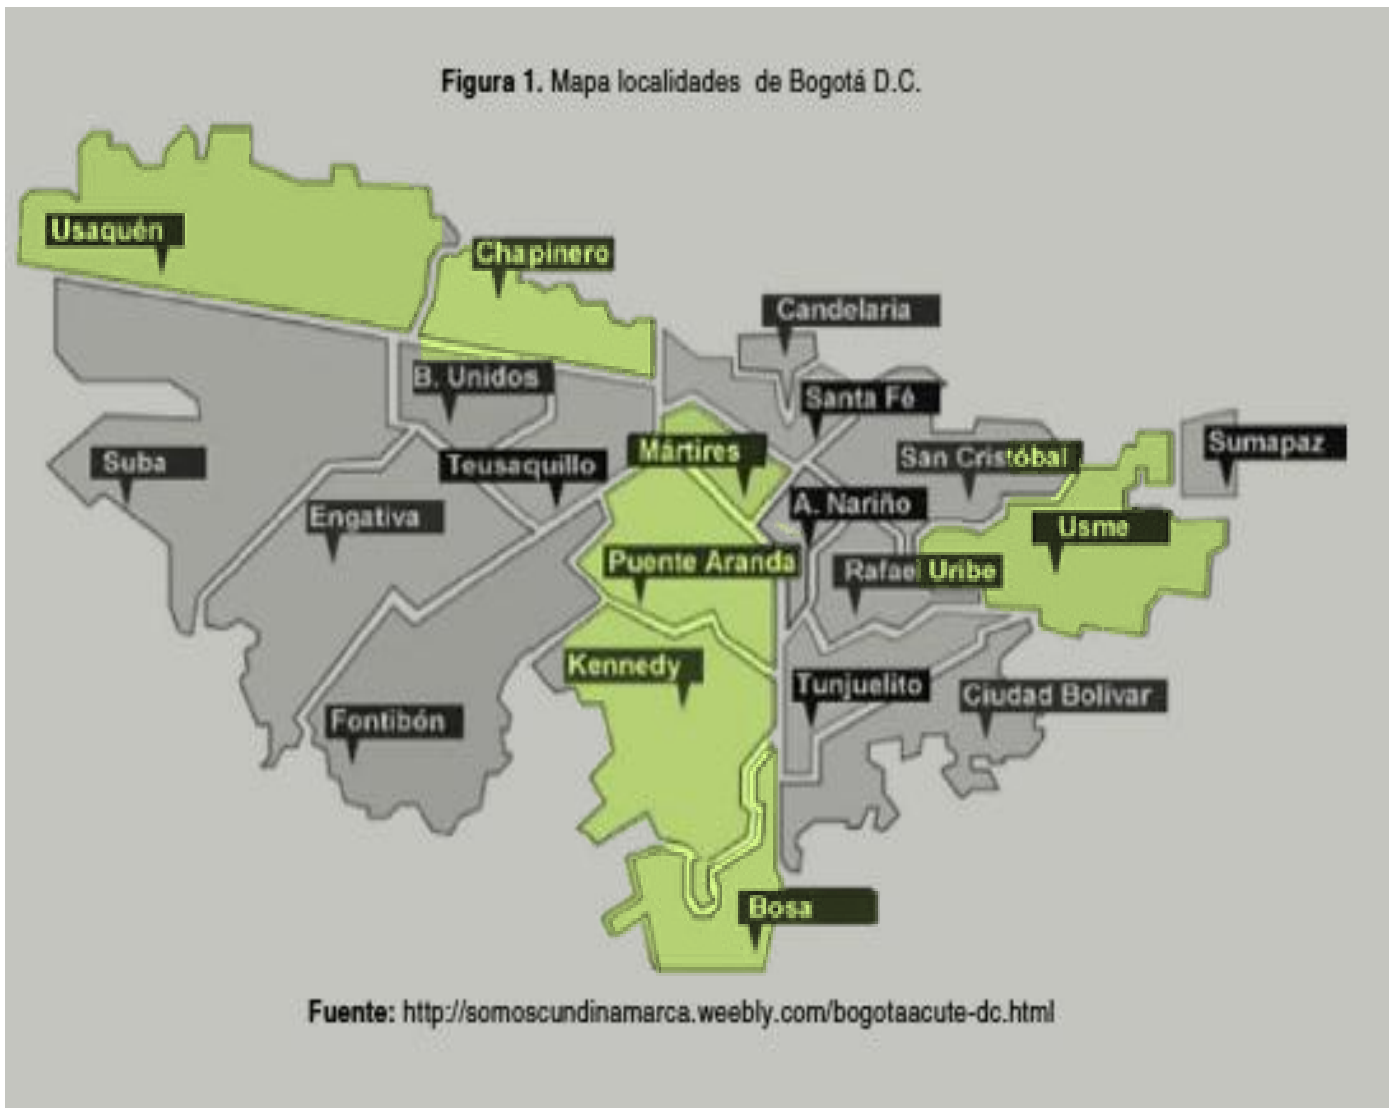 Figura 1. Mapa localidades de Bogotá D.C.
Usaquén
Chapinero
Candelaria
B. Unidos
Santa Fé
Mártires
San Cristóbal
Sumapaz
Suba
Teusaquillo
Engativa
A. Nariño
Usme
Puente Aranda
Rafael Uribe
Kennedy
Tunjuelito
Ciudad Bolivar
Fontibón
Bosa
Fuente: http://somoscundinamarca.weebly.com/bogotaacute-dc.html